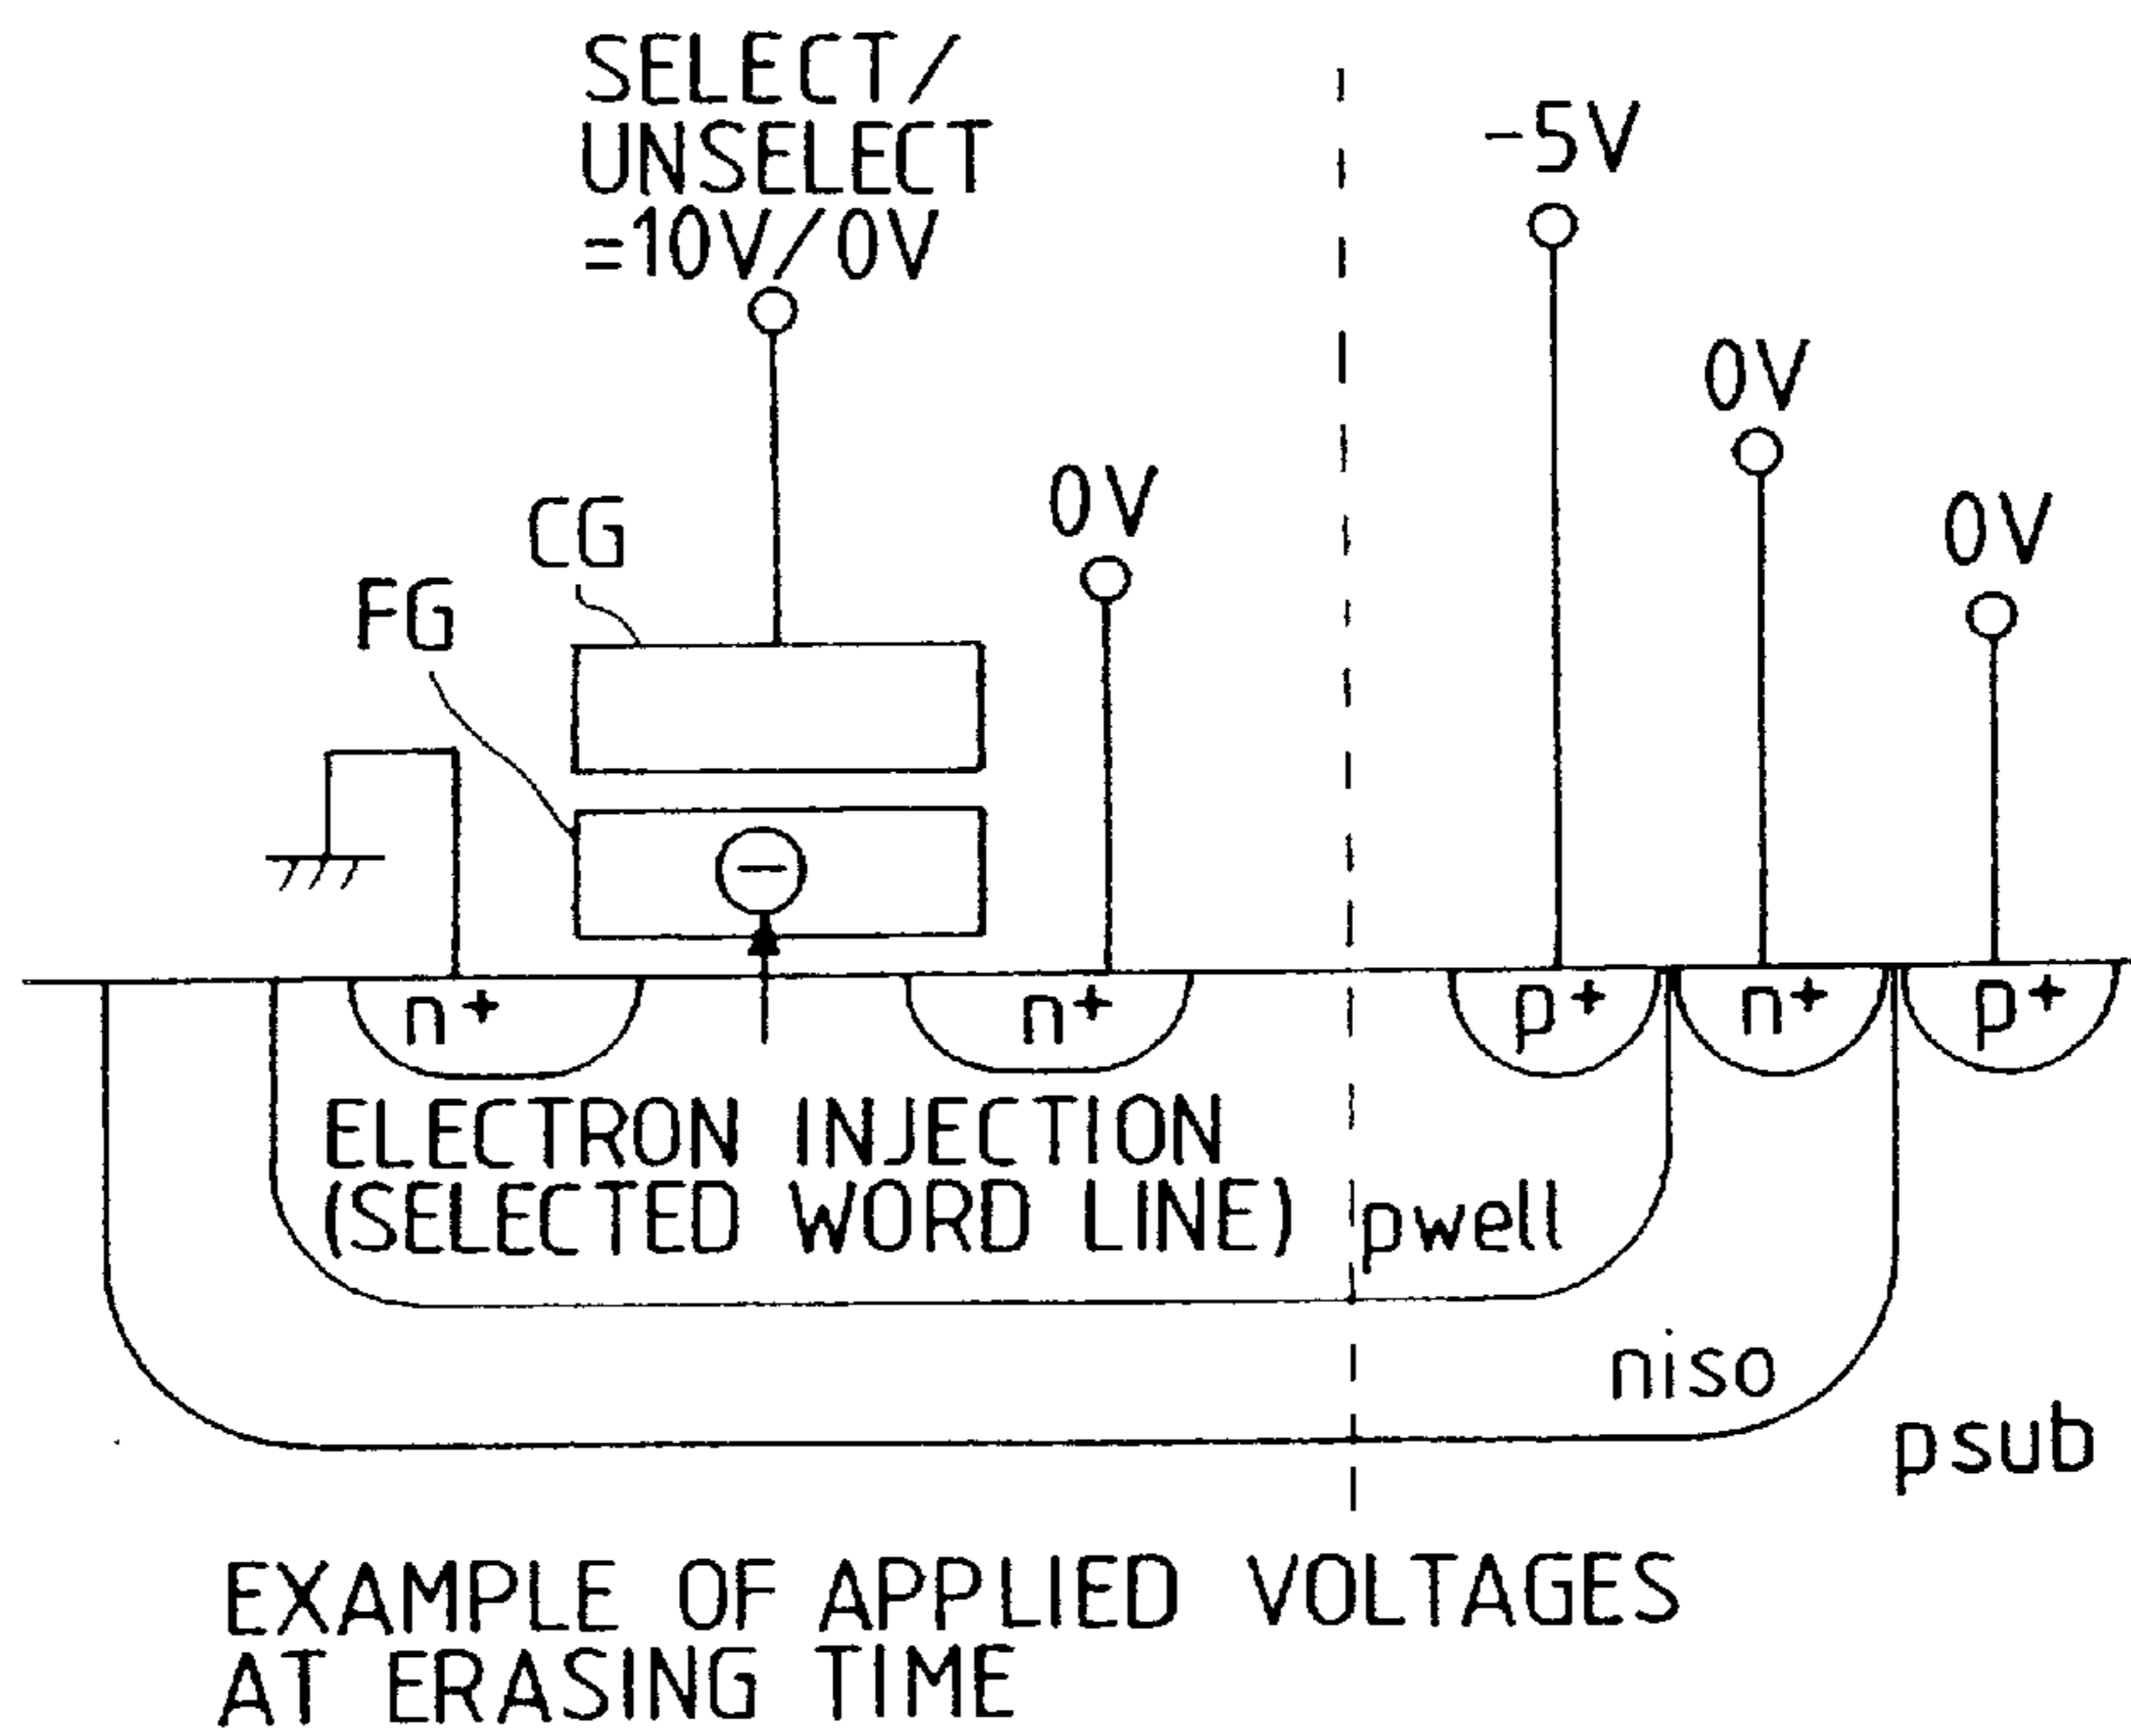 SELECT/
UNSELECT
=10V/0V
-5V
0V
0V
0V
CG
FG
n+
n+
p+
n+
p+
ELECTRON INJECTION
(SELECTED WORD LINE)
pwell
niso
psub
EXAMPLE OF APPLIED VOLTAGES
AT ERASING TIME